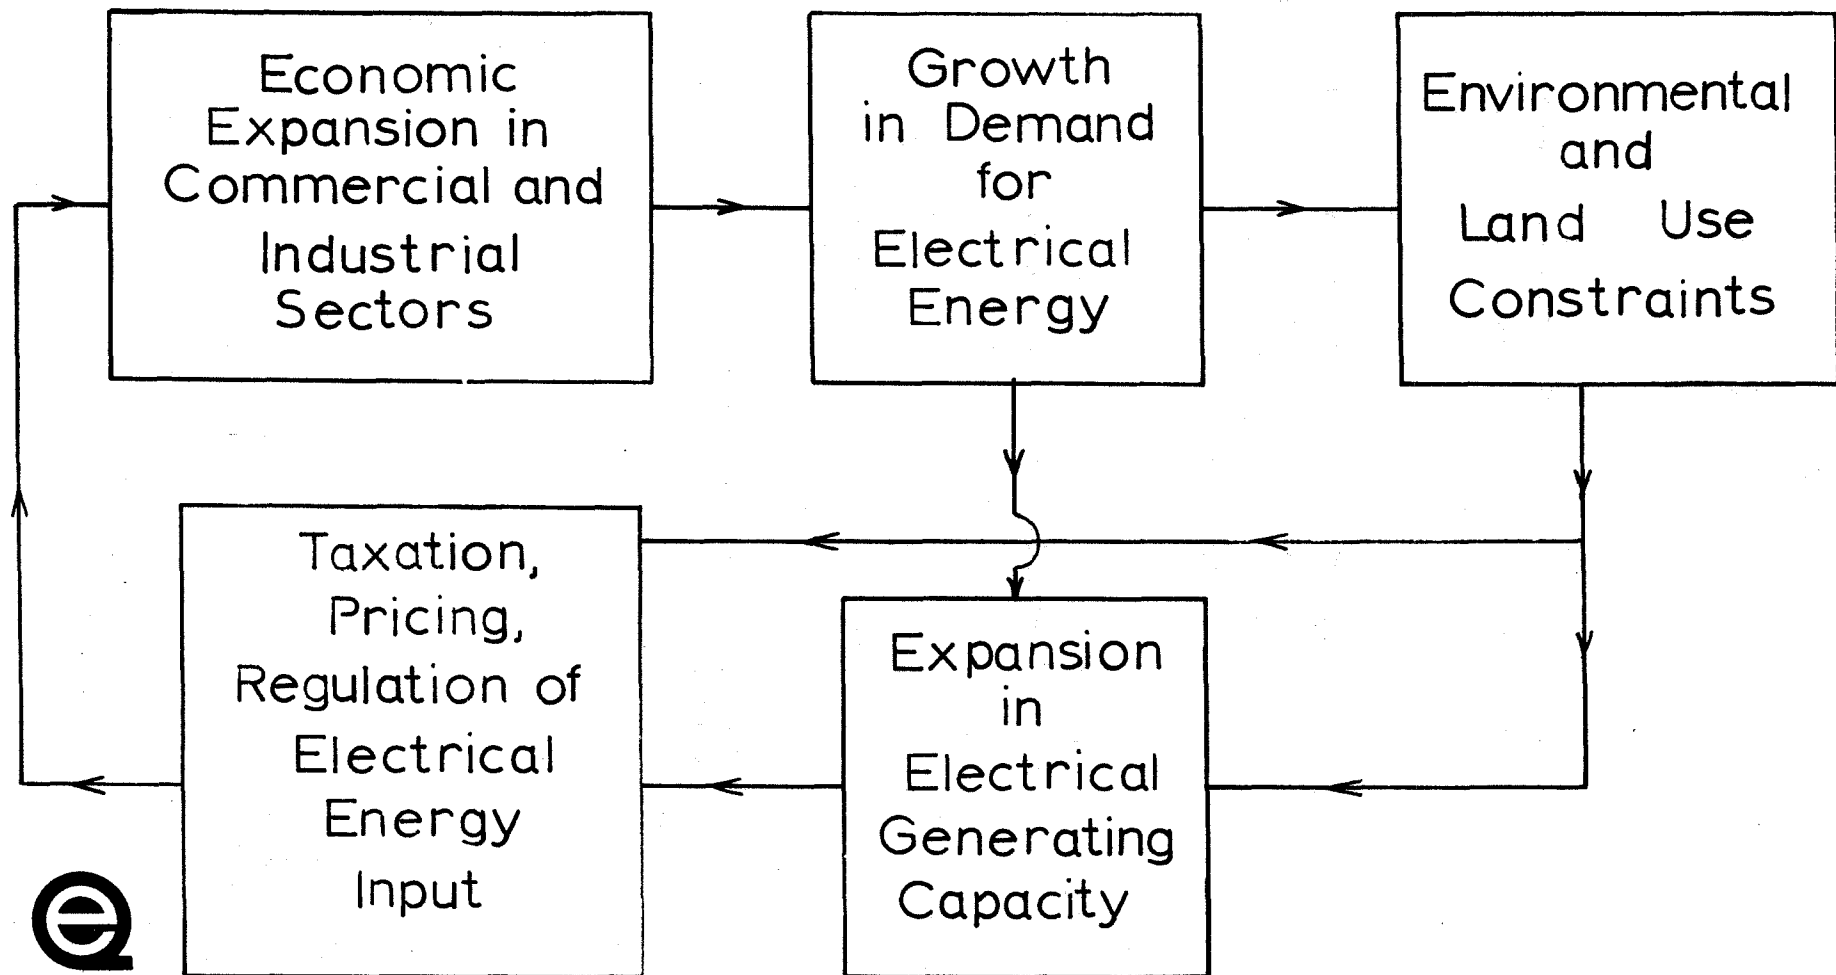 Economic
Expansion in
Commercial and
Industrial
Sectors
Growth
in Demand
for
Electrical
Energy
Environmental
and
Land Use
Constraints
Taxation,
Pricing,
Regulation of
Electrical
Energy
Input
Expansion
in
Electrical
Generating
Capacity